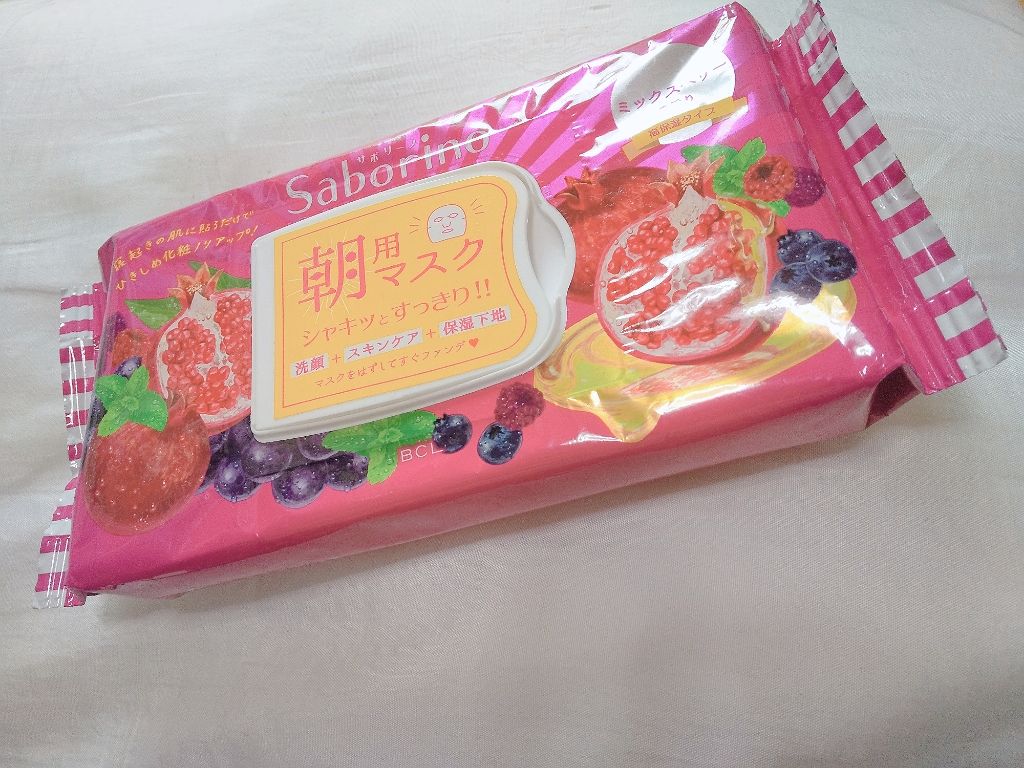 サボリーノ
Saborino
寝起きの肌に貼るだけで
ひきしめ化粧ノリアップ!
朝用マスク
シャキッとすっきり!!
洗顔+スキンケア+保湿下地
マスクをはずしてすぐファンデ♥
ミックスベリー
高保湿タイプ
BCL